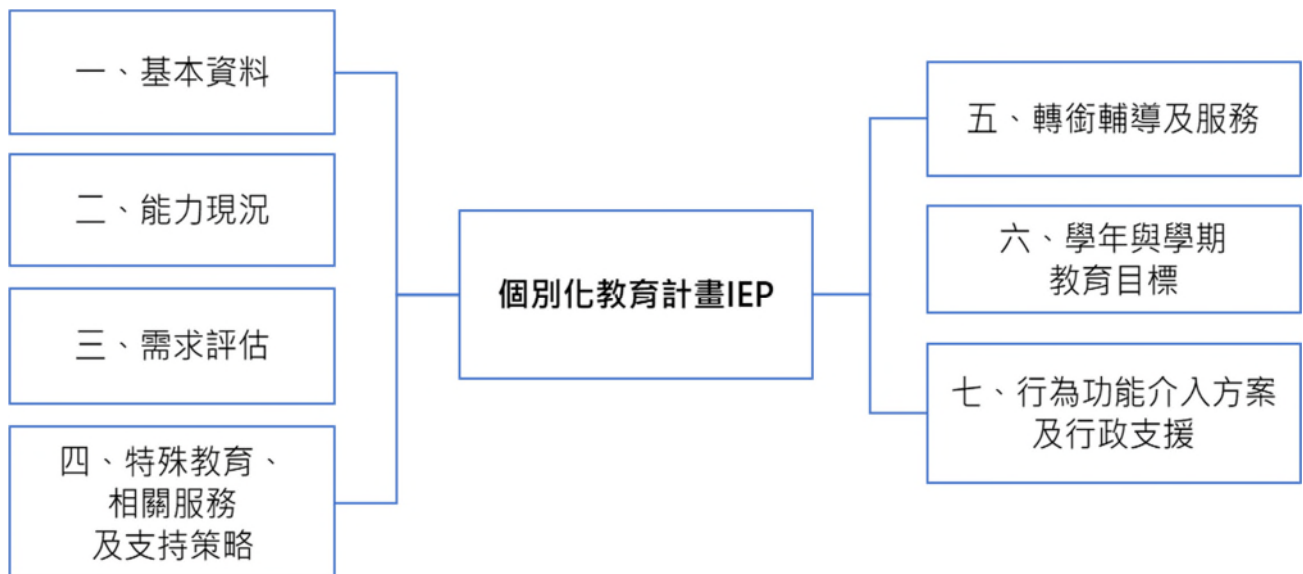 一、基本資料
二、能力現況
三、需求評估
四、特殊教育、
相關服務
及支持策略
個別化教育計畫IEP
五、轉銜輔導及服務
六、學年與學期
教育目標
七、行為功能介入方案
及行政支援